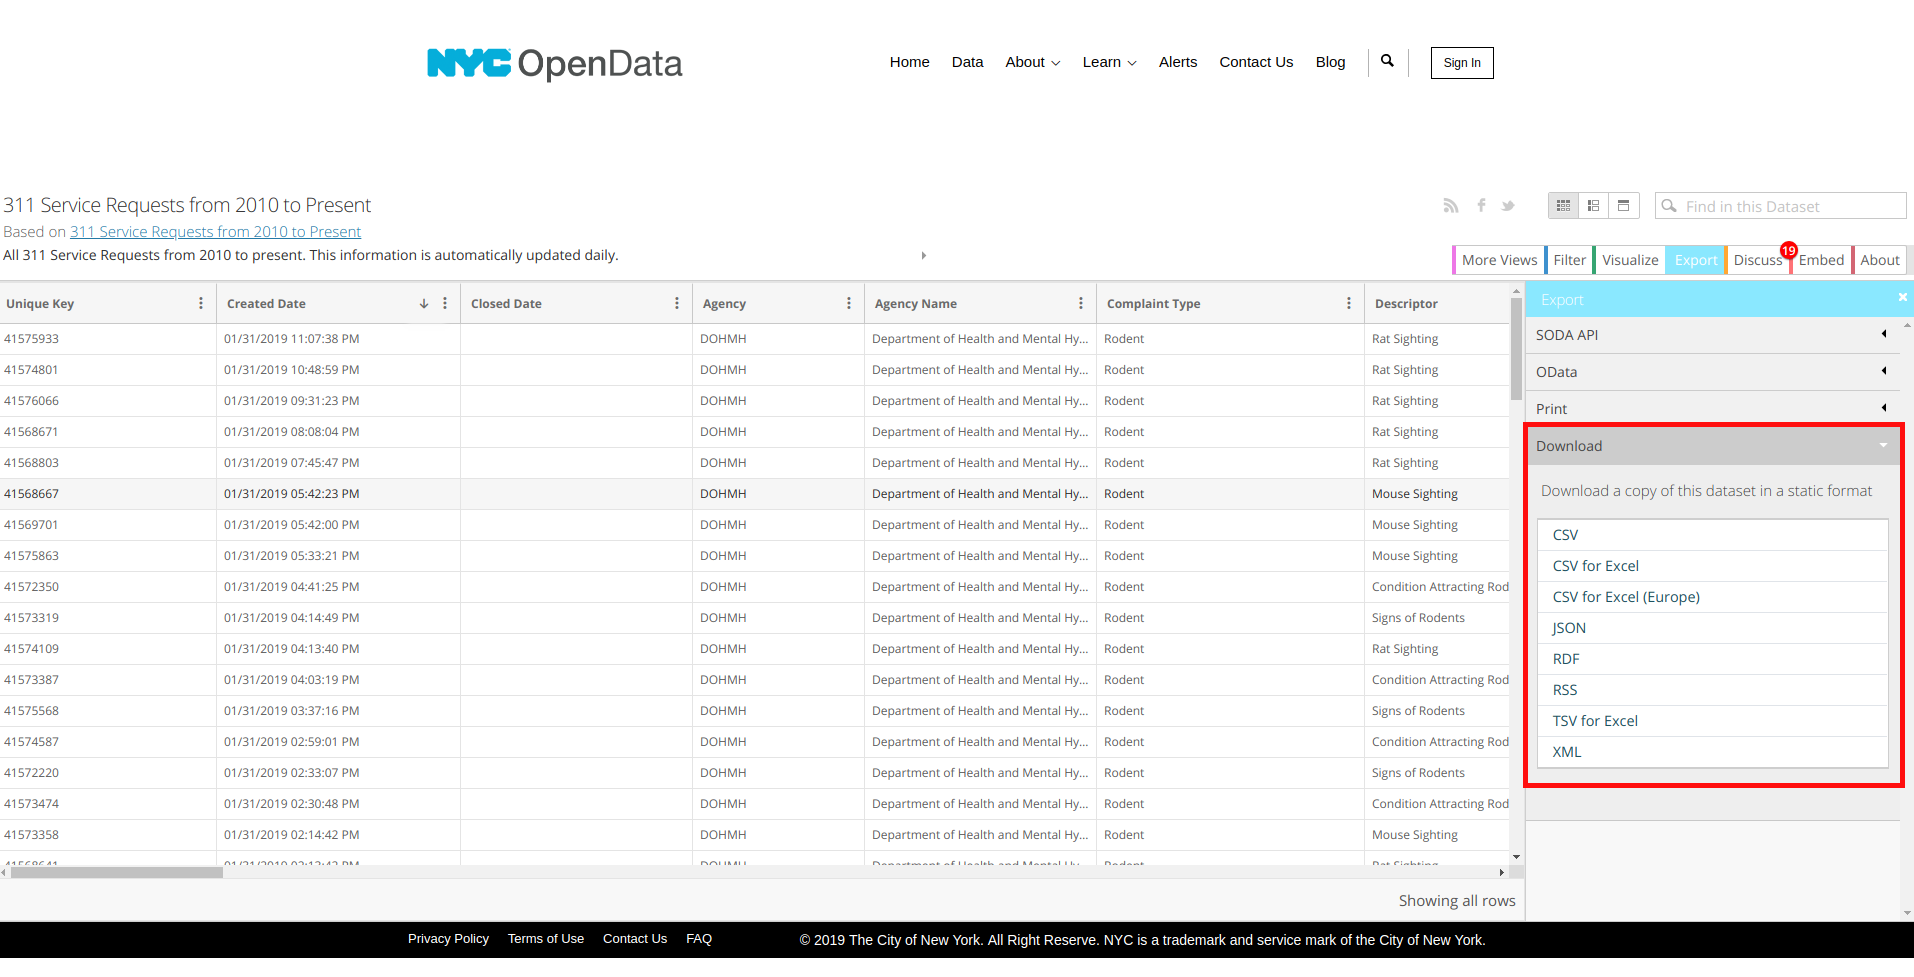 NYC OpenData
Home Data About Learn Alerts Contact Us Blog Sign In
311 Service Requests from 2010 to Present
Find in this Dataset
Based on 311 Service Requests from 2010 to Present
All 311 Service Requests from 2010 to present. This information is automatically updated daily.
More Views Filter Visualize Export Discuss 19 Embed About
Unique Key Created Date Closed Date Agency Agency Name Complaint Type Descriptor
41575933 01/31/2019 11:07:38 PM DOHMH Department of Health and Mental Hy... Rodent Rat Sighting
41574801 01/31/2019 10:48:59 PM DOHMH Department of Health and Mental Hy... Rodent Rat Sighting
41576066 01/31/2019 09:31:23 PM DOHMH Department of Health and Mental Hy... Rodent Rat Sighting
41568671 01/31/2019 08:08:04 PM DOHMH Department of Health and Mental Hy... Rodent Rat Sighting
41568803 01/31/2019 07:45:47 PM DOHMH Department of Health and Mental Hy... Rodent Rat Sighting
41568667 01/31/2019 05:42:23 PM DOHMH Department of Health and Mental Hy... Rodent Mouse Sighting
41569701 01/31/2019 05:42:00 PM DOHMH Department of Health and Mental Hy... Rodent Mouse Sighting
41575863 01/31/2019 05:33:21 PM DOHMH Department of Health and Mental Hy... Rodent Mouse Sighting
41572350 01/31/2019 04:41:25 PM DOHMH Department of Health and Mental Hy... Rodent Condition Attracting Rod
41573319 01/31/2019 04:14:49 PM DOHMH Department of Health and Mental Hy... Rodent Signs of Rodents
41574109 01/31/2019 04:13:40 PM DOHMH Department of Health and Mental Hy... Rodent Rat Sighting
41573387 01/31/2019 04:03:19 PM DOHMH Department of Health and Mental Hy... Rodent Condition Attracting Rod
41575568 01/31/2019 03:37:16 PM DOHMH Department of Health and Mental Hy... Rodent Signs of Rodents
41574587 01/31/2019 02:59:01 PM DOHMH Department of Health and Mental Hy... Rodent Condition Attracting Rod
41572220 01/31/2019 02:33:07 PM DOHMH Department of Health and Mental Hy... Rodent Signs of Rodents
41573474 01/31/2019 02:30:48 PM DOHMH Department of Health and Mental Hy... Rodent Condition Attracting Rod
41573358 01/31/2019 02:14:42 PM DOHMH Department of Health and Mental Hy... Rodent Mouse Sighting
Showing all rows
Export
SODA API
OData
Print
Download
Download a copy of this dataset in a static format
CSV
CSV for Excel
CSV for Excel (Europe)
JSON
RDF
RSS
TSV for Excel
XML
Privacy Policy Terms of Use Contact Us FAQ © 2019 The City of New York. All Right Reserve. NYC is a trademark and service mark of the City of New York.